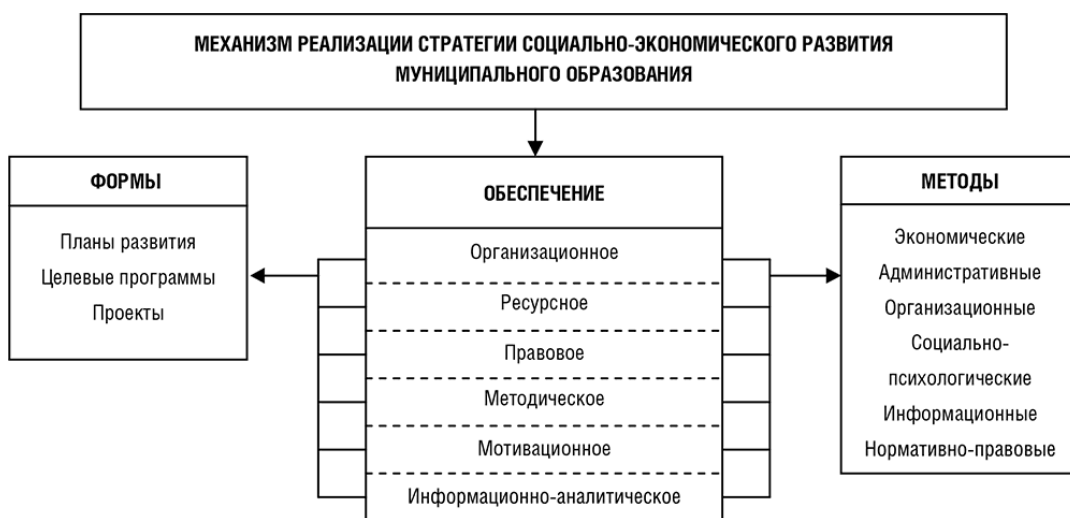 МЕХАНИЗМ РЕАЛИЗАЦИИ СТРАТЕГИИ СОЦИАЛЬНО-ЭКОНОМИЧЕСКОГО РАЗВИТИЯ
МУНИЦИПАЛЬНОГО ОБРАЗОВАНИЯ
ФОРМЫ
Планы развития
Целевые программы
Проекты
ОБЕСПЕЧЕНИЕ
Организационное
Ресурсное
Правовое
Методическое
Мотивационное
Информационно-аналитическое
МЕТОДЫ
Экономические
Административные
Организационные
Социально-
психологические
Информационные
Нормативно-правовые